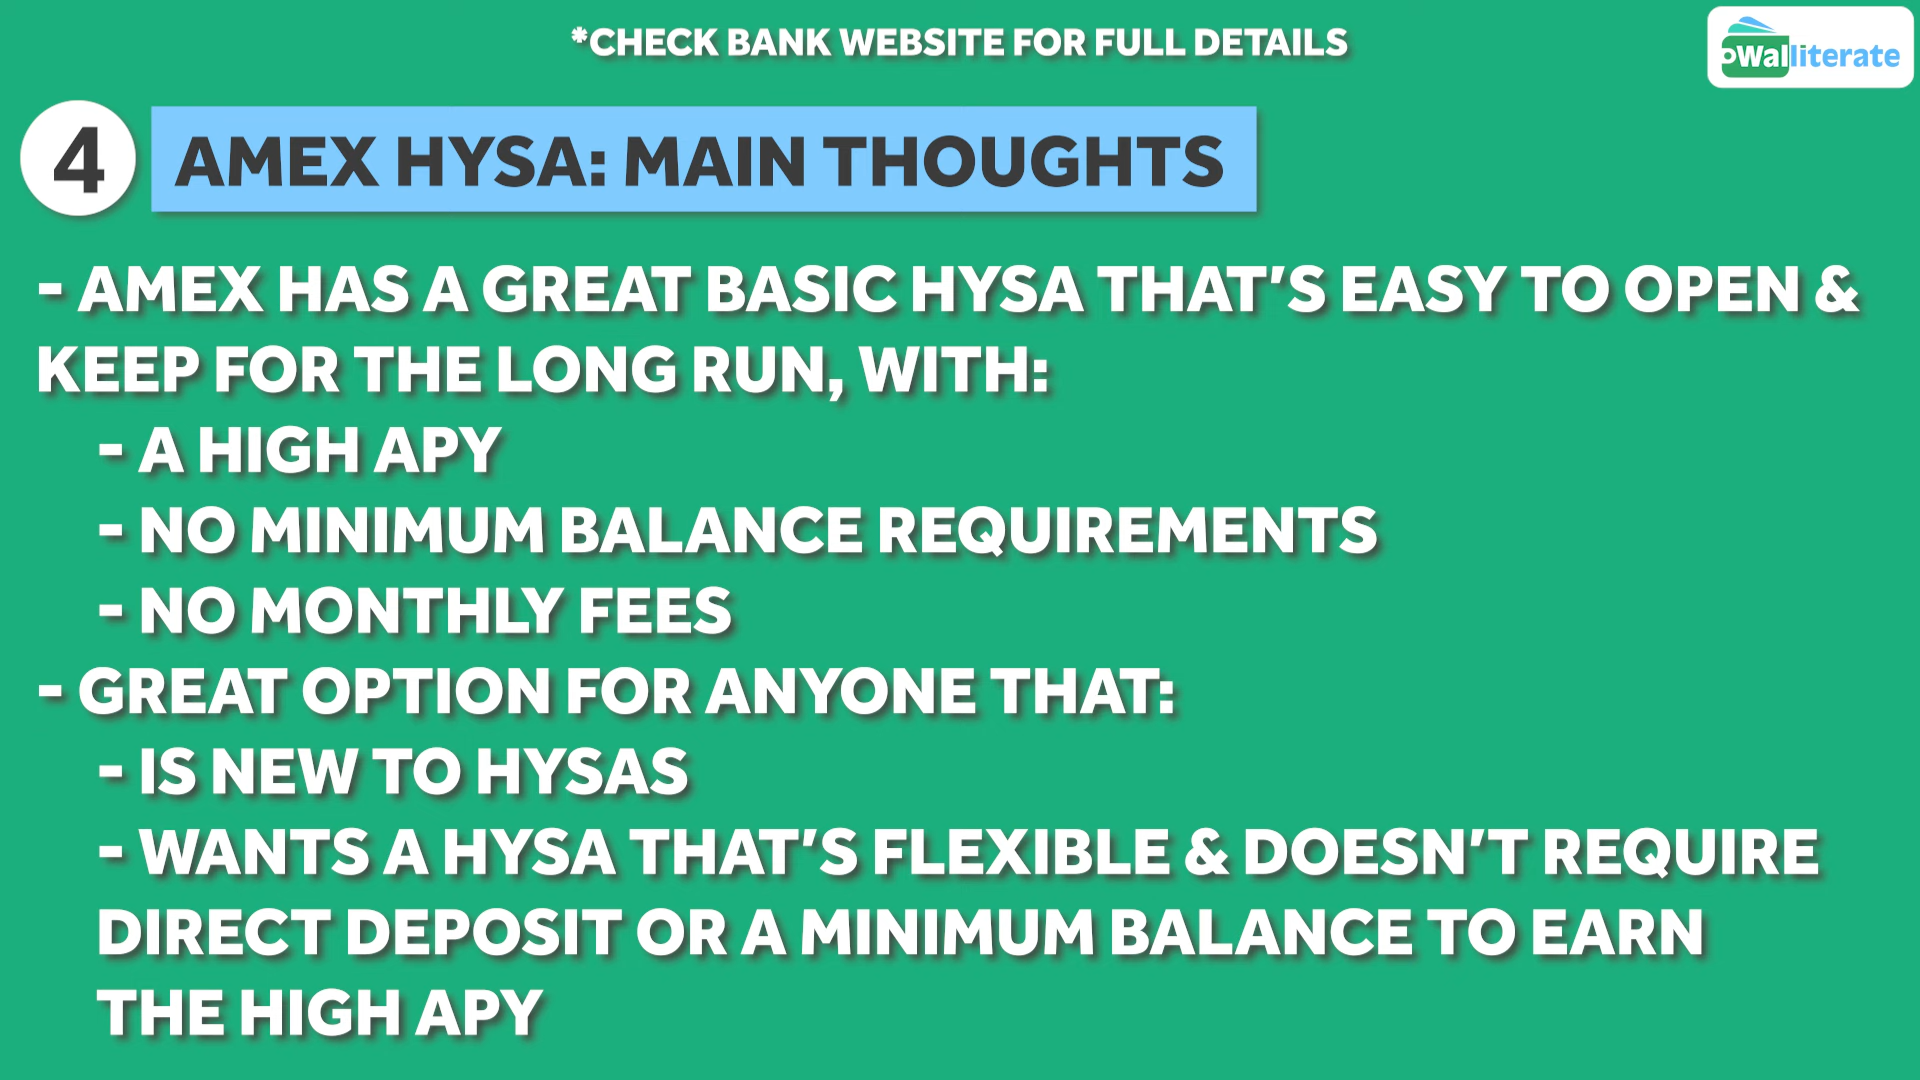 *CHECK BANK WEBSITE FOR FULL DETAILS
oWalliterate
4
AMEX HYSA: MAIN THOUGHTS
- AMEX HAS A GREAT BASIC HYSA THAT'S EASY TO OPEN &
KEEP FOR THE LONG RUN, WITH:
- A HIGH APY
- NO MINIMUM BALANCE REQUIREMENTS
- NO MONTHLY FEES
- GREAT OPTION FOR ANYONE THAT:
- IS NEW TO HYSAS
- WANTS A HYSA THAT'S FLEXIBLE & DOESN'T REQUIRE
DIRECT DEPOSIT OR A MINIMUM BALANCE TO EARN
THE HIGH APY